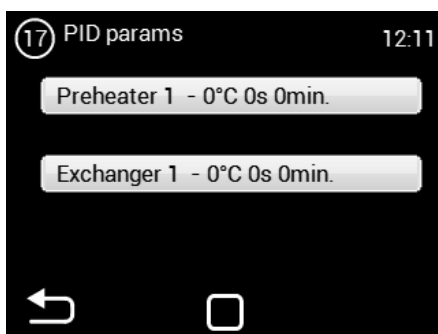 17 PID params 12:11
Preheater 1 - 0°C 0s 0min.
Exchanger 1 - 0°C 0s 0min.